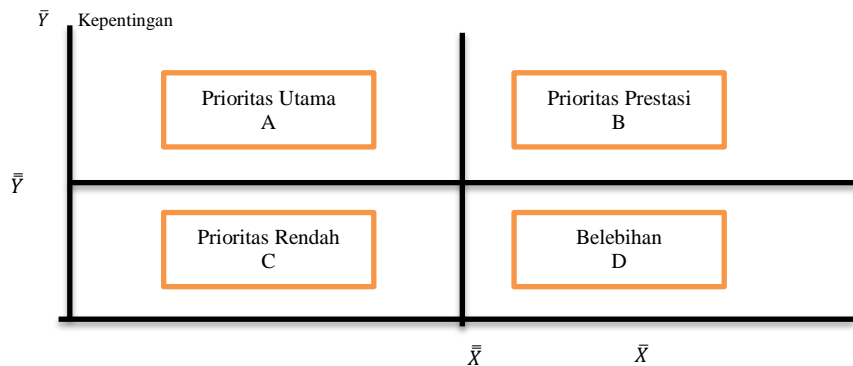 Ȳ Kepentingan
Prioritas Utama
A
Prioritas Prestasi
B
Y̿
Prioritas Rendah
C
Belebihan
D
X̿ X̄